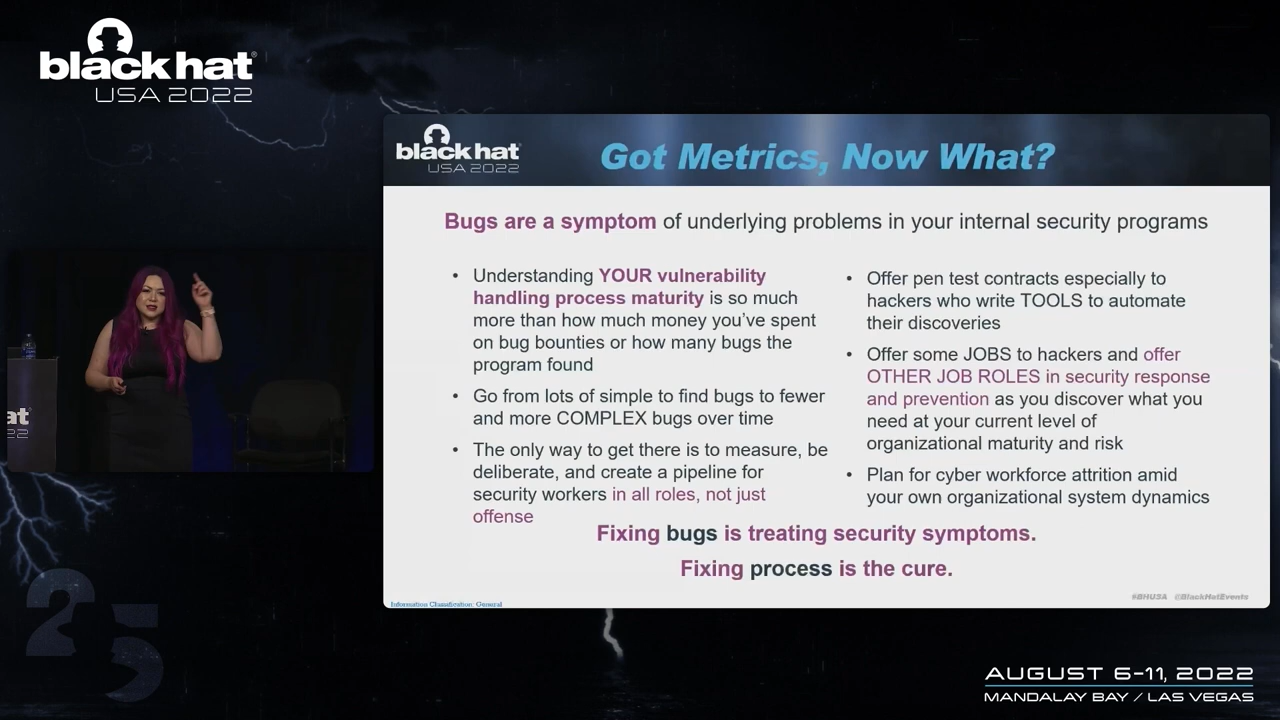 black hat®
USA 2022
black hat®
USA 2022
Got Metrics, Now What?
Bugs are a symptom of underlying problems in your internal security programs
• Understanding YOUR vulnerability
handling process maturity is so much
more than how much money you've spent
on bug bounties or how many bugs the
program found
• Go from lots of simple to find bugs to fewer
and more COMPLEX bugs over time
• The only way to get there is to measure, be
deliberate, and create a pipeline for
security workers in all roles, not just
offense
• Offer pen test contracts especially to
hackers who write TOOLS to automate
their discoveries
• Offer some JOBS to hackers and offer
OTHER JOB ROLES in security response
and prevention as you discover what you
need at your current level of
organizational maturity and risk
• Plan for cyber workforce attrition amid
your own organizational system dynamics
Fixing bugs is treating security symptoms.
Fixing process is the cure.
Information Classification: General
#BHUSA @BlackHatEvents
at
22
25
AUGUST 6-11, 2022
MANDALAY BAY / LAS VEGAS